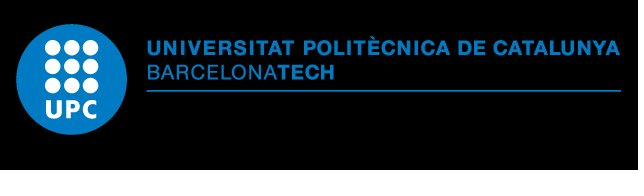 UNIVERSITAT POLITÈCNICA DE CATALUNYA
BARCELONATECH
UPC